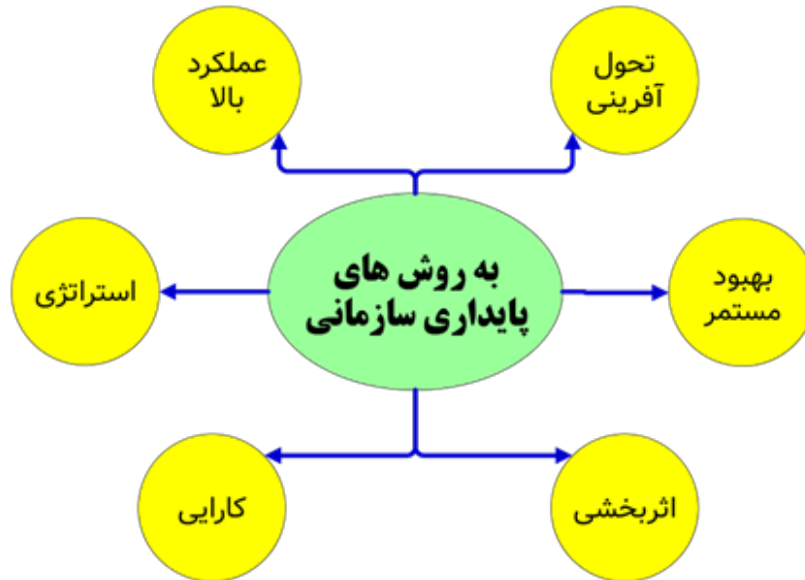 تحول
آفرینی
عملکرد
بالا
به روش های
پایداری سازمانی
بهبود
مستمر
استراتژی
اثربخشی
کارایی